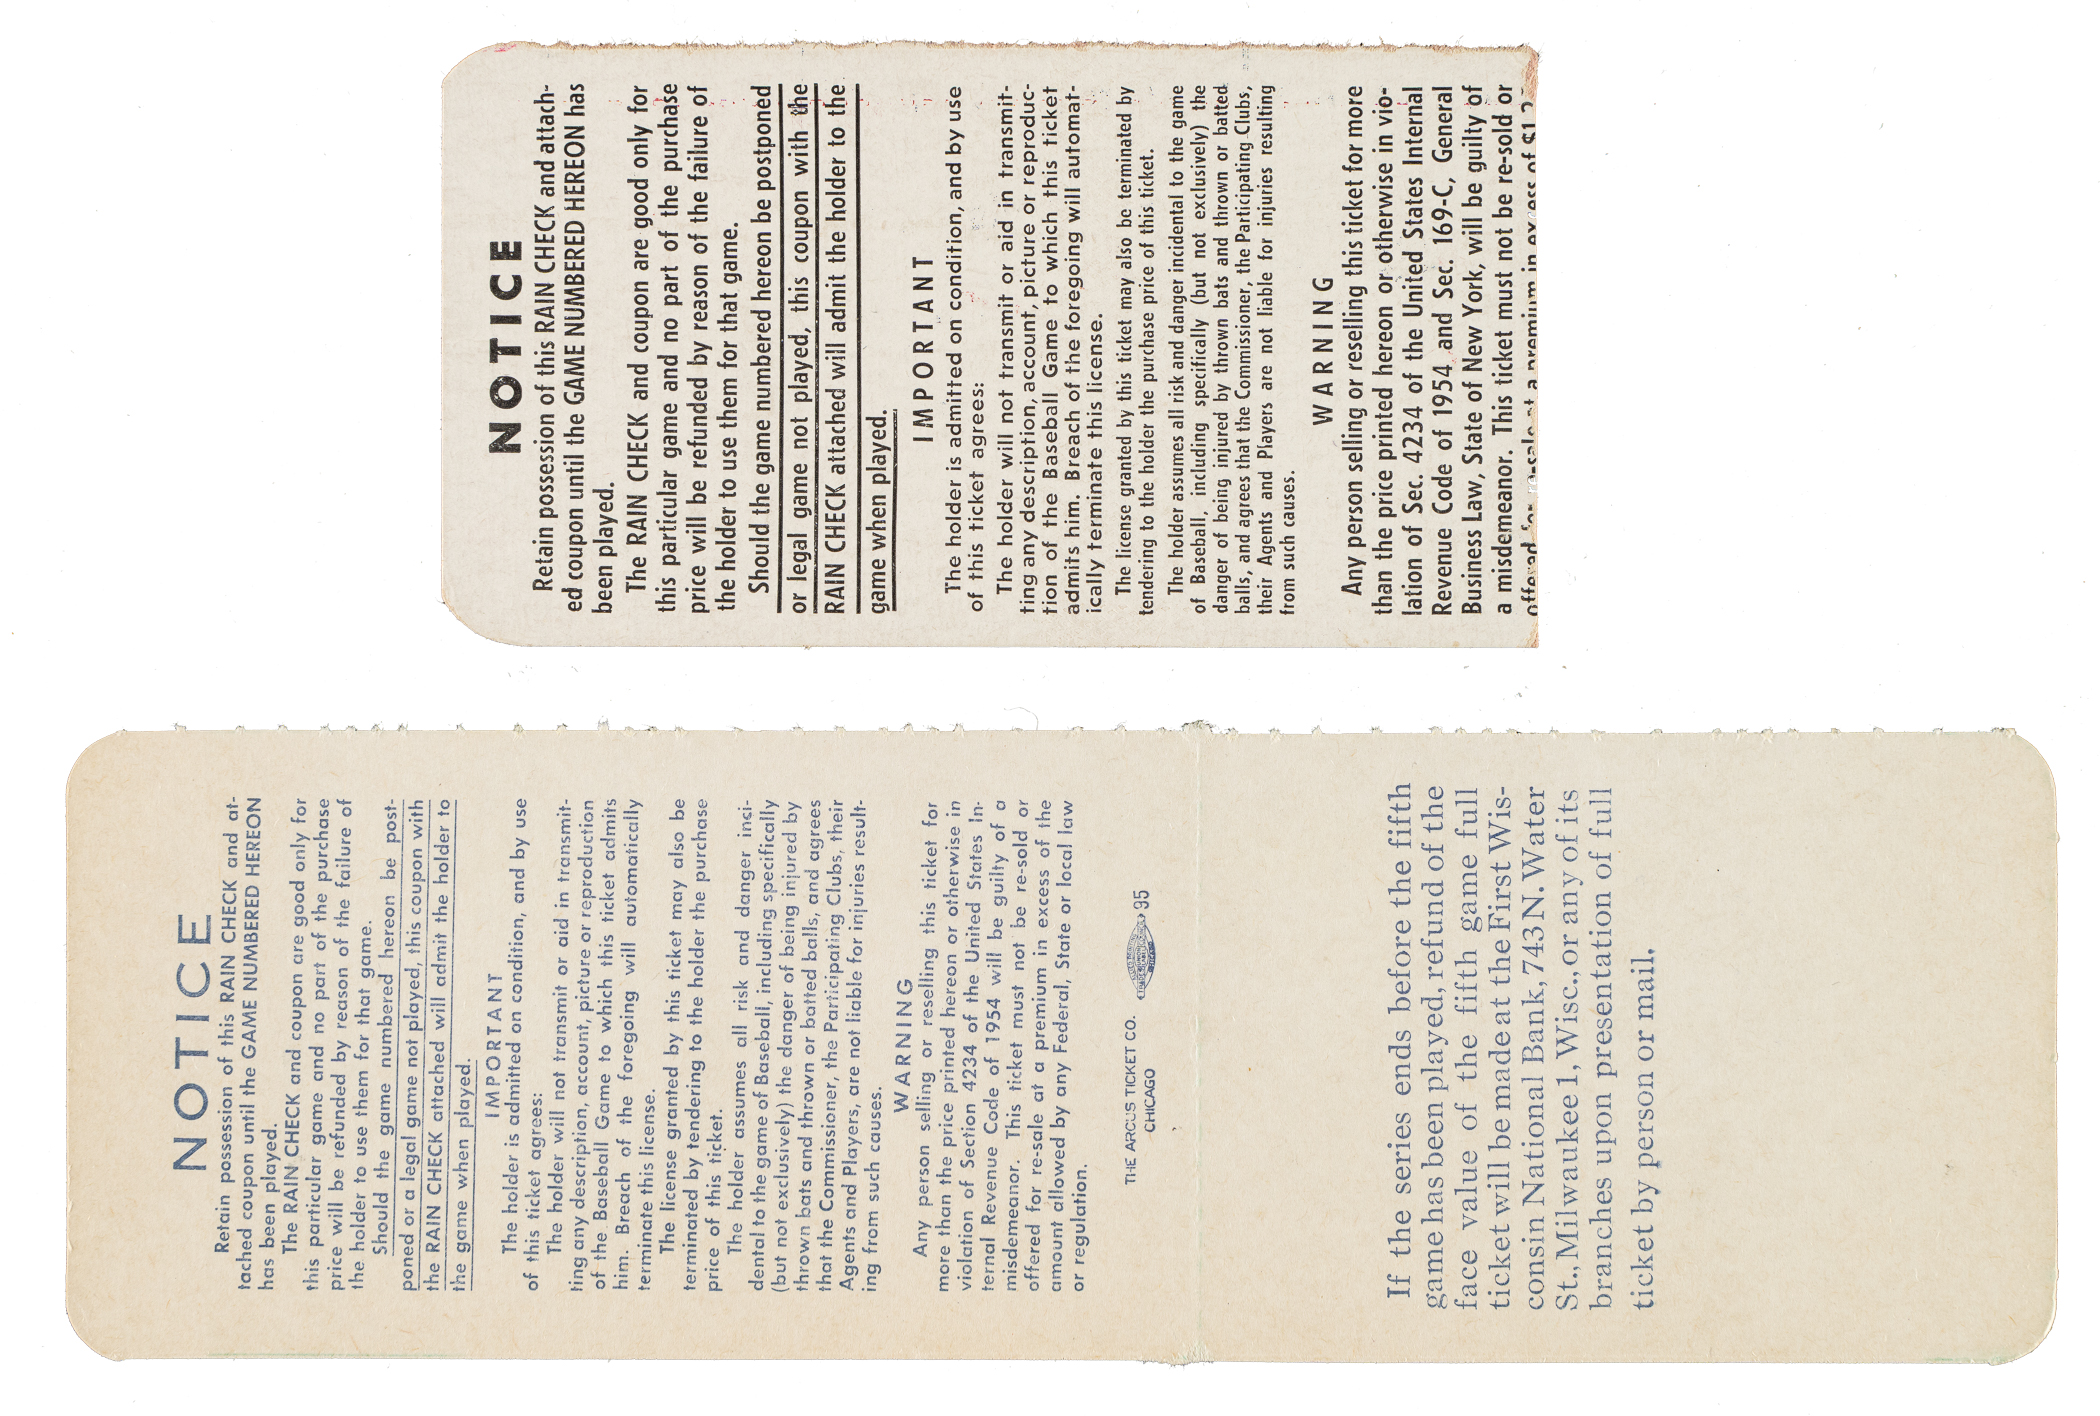 NOTICE
Retain possession of this RAIN CHECK and attach-
ed coupon until the GAME NUMBERED HEREON has
been played.
The RAIN CHECK and coupon are good only for
this particular game and no part of the purchase
price will be refunded by reason of the failure of
the holder to use them for that game.
Should the game numbered hereon be postponed
or legal game not played, this coupon with the
RAIN CHECK attached will admit the holder to the
game when played.
IMPORTANT
The holder is admitted on condition, and by use
of this ticket agrees:
The holder will not transmit or aid in transmit-
ting any description, account, picture or reproduc-
tion of the Baseball Game to which this ticket
admits him. Breach of the foregoing will automat-
ically terminate this license.
The license granted by this ticket may also be terminated by
tendering to the holder the purchase price of this ticket.
The holder assumes all risk and danger incidental to the game
of Baseball, including specifically (but not exclusively) the
danger of being injured by thrown bats and thrown or batted
balls, and agrees that the Commissioner, the Participating Clubs,
their Agents and Players are not liable for injuries resulting
from such causes.
WARNING
Any person selling or reselling this ticket for more
than the price printed hereon or otherwise in vio-
lation of Sec. 4234 of the United States Internal
Revenue Code of 1954 and Sec. 169-C, General
Business Law, State of New York, will be guilty of
a misdemeanor. This ticket must not be re-sold or
offered for re-sale at a premium in excess of
NOTICE
Retain possession of this RAIN CHECK and at-
tached coupon until the GAME NUMBERED HEREON
has been played.
The RAIN CHECK and coupon are good only for
this particular game and no part of the purchase
price will be refunded by reason of the failure of
the holder to use them for that game.
Should the game numbered hereon be post-
poned or a legal game not played, this coupon with
the RAIN CHECK attached will admit the holder to
the game when played.
IMPORTANT
The holder is admitted on condition, and by use
of this ticket agrees:
The holder will not transmit or aid in transmit-
ting any description, account, picture or reproduction
of the Baseball Game to which this ticket admits
him. Breach of the foregoing will automatically
terminate this license.
The license granted by this ticket may also be
terminated by tendering to the holder the purchase
price of this ticket.
The holder assumes all risk and danger inci-
dental to the game of Baseball, including specifically
(but not exclusively) the danger of being injured by
thrown bats and thrown or batted balls, and agrees
that the Commissioner, the Participating Clubs, their
Agents and Players, are not liable for injuries result-
ing from such causes.
WARNING
Any person selling or reselling this ticket for
more than the price printed hereon or otherwise in
violation of Section 4234 of the United States In-
ternal Revenue Code of 1954 will be guilty of a
misdemeanor. This ticket must not be re-sold or
offered for re-sale at a premium in excess of the
amount allowed by any Federal, State or local law
or regulation.
THE ARCUS TICKET CO. 95
CHICAGO
If the series ends before the fifth
game has been played, refund of the
face value of the fifth game full
ticket will be made at the First Wis-
consin National Bank, 743 N. Water
St., Milwaukee 1, Wisc., or any of its
branches upon presentation of full
ticket by person or mail.